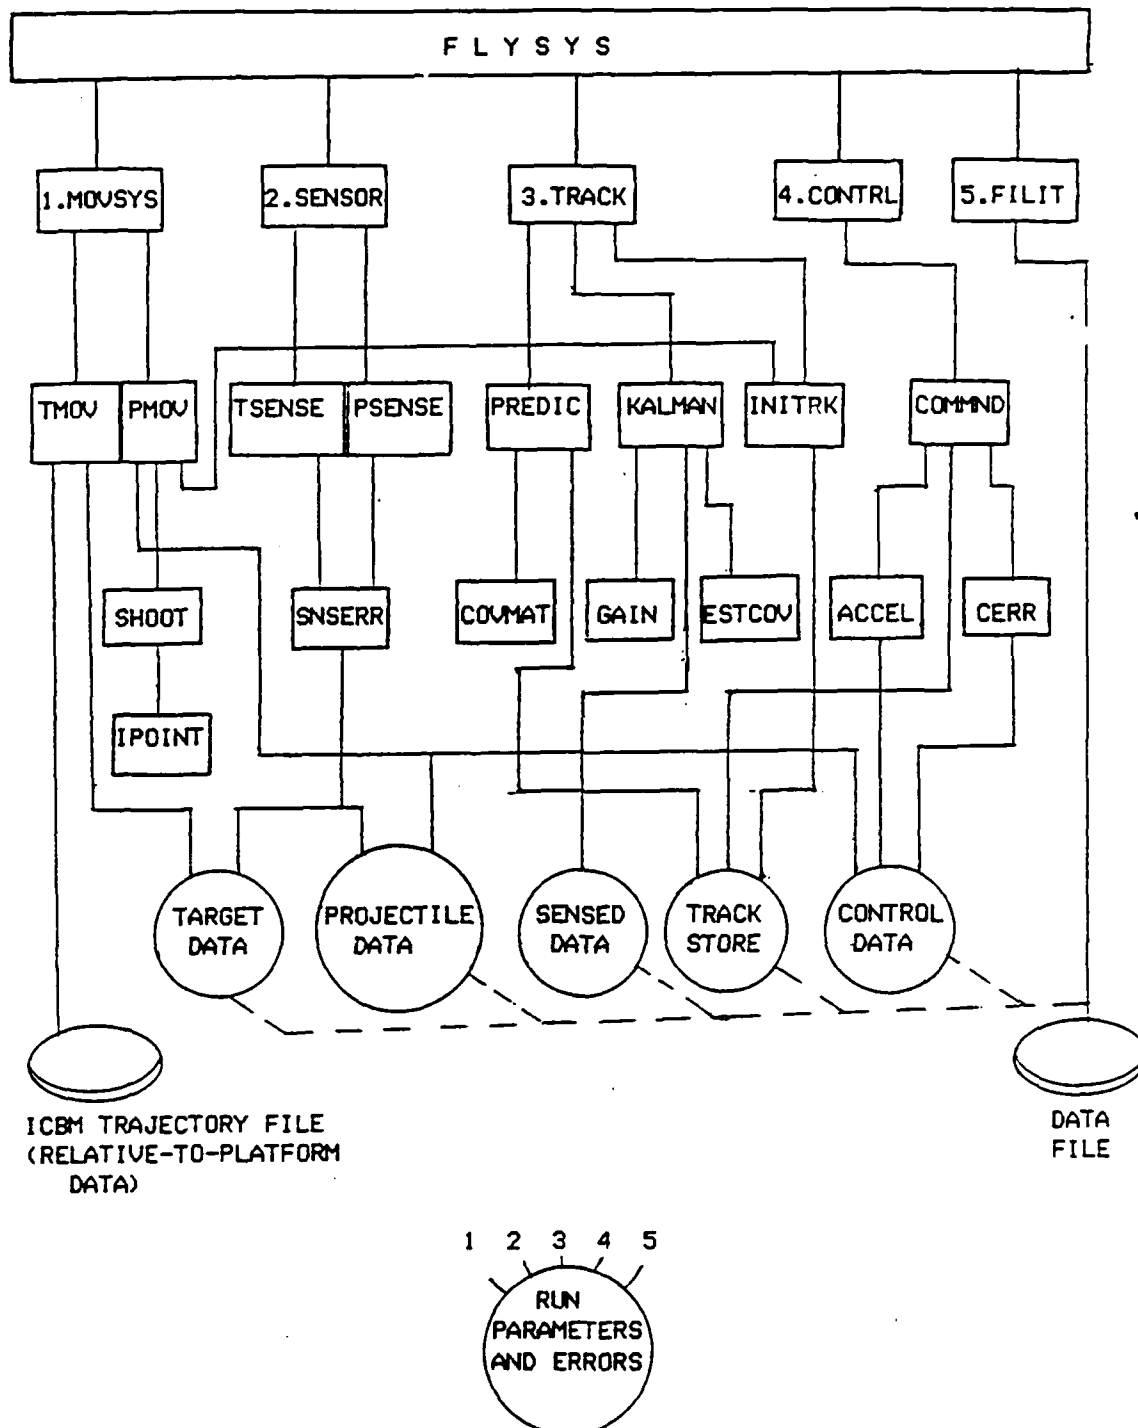 F L Y S Y S
1.MOVSYS
2.SENSOR
3.TRACK
4.CONTRL
5.FILIT
TMOV
PMOV
TSENSE
PSENSE
PREDIC
KALMAN
INITRK
COMMND
SHOOT
SNSERR
COVMAT
GAIN
ESTCOV
ACCEL
CERR
IPOINT
TARGET
DATA
PROJECTILE
DATA
SENSED
DATA
TRACK
STORE
CONTROL
DATA
ICBM TRAJECTORY FILE
(RELATIVE-TO-PLATFORM
DATA)
DATA
FILE
1 2 3 4 5
RUN
PARAMETERS
AND ERRORS